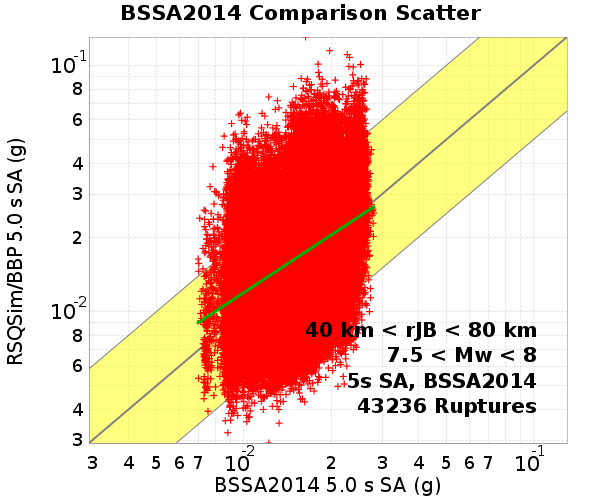 BSSA2014 Comparison Scatter
RSQSim/BBP 5.0 s SA (g)
10^-1
8
6
4
3
2
10^-2
8
6
4
3
40 km < rJB < 80 km
7.5 < Mw < 8
5s SA, BSSA2014
43236 Ruptures
3 4 5 6 7 10^-2 2 3 4 5 6 7 10^-1
BSSA2014 5.0 s SA (g)